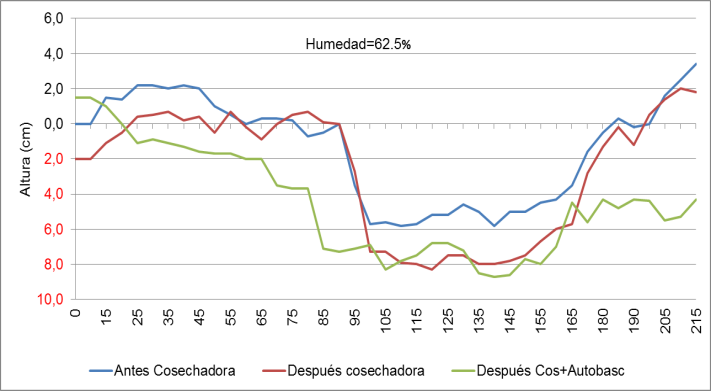 6,0
Humedad=62.5%
4,0
2,0
0,0
2,0
4,0
6,0
8,0
10,0
Altura (cm)
0 15 25 35 45 55 65 75 85 95 105 115 125 135 145 155 165 175 180 190 205 215
Antes Cosechadora Después cosechadora Después Cos+Autobasc